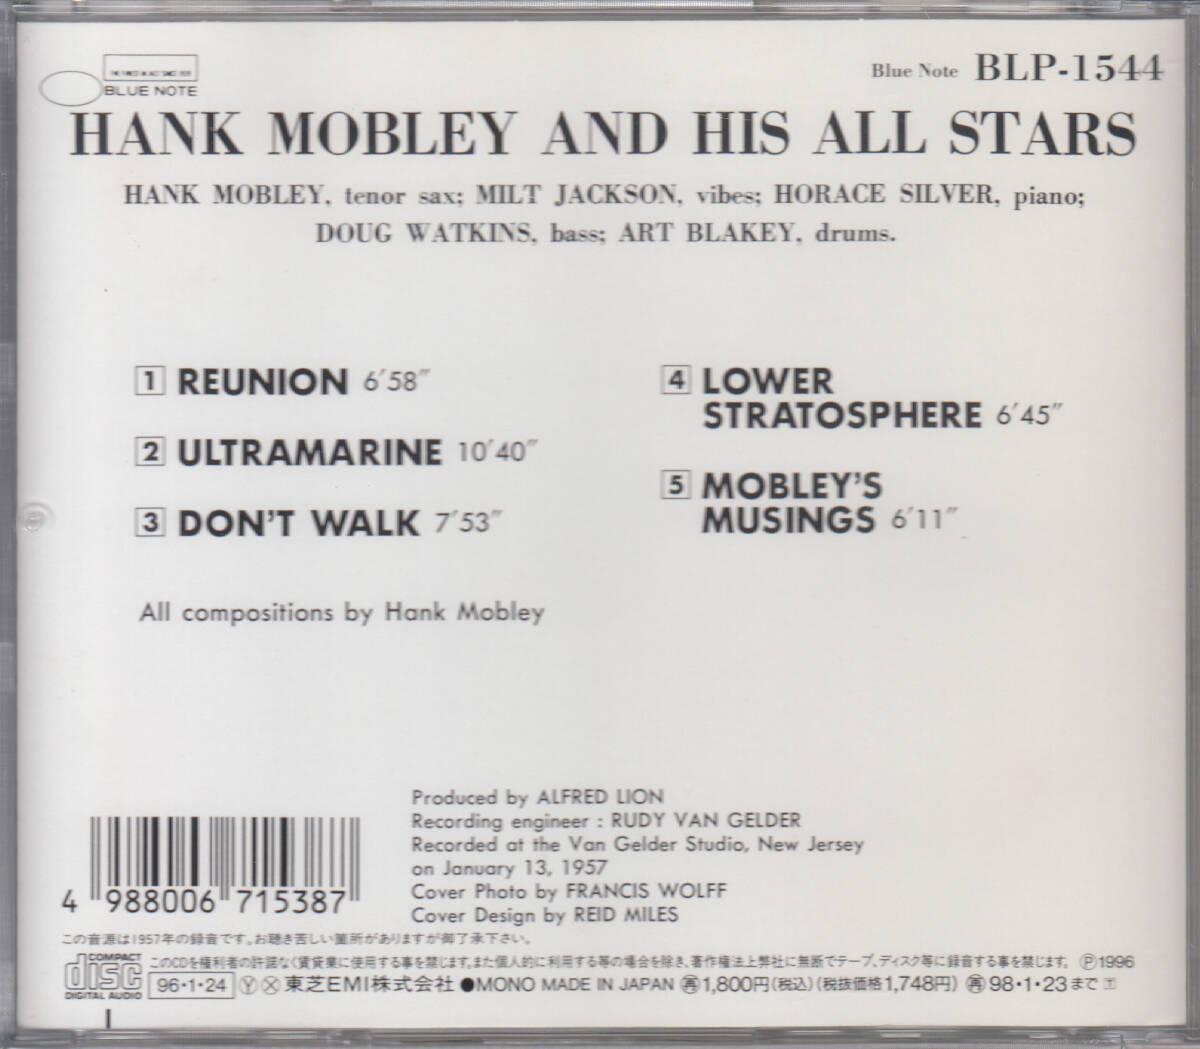 THE FINEST IN JAZZ SINCE 1939
BLUE NOTE
Blue Note BLP-1544
HANK MOBLEY AND HIS ALL STARS
HANK MOBLEY, tenor sax; MILT JACKSON, vibes; HORACE SILVER, piano;
DOUG WATKINS, bass; ART BLAKEY, drums.
1 REUNION 6′58″
2 ULTRAMARINE 10′40″
3 DON'T WALK 7′53″
4 LOWER
STRATOSPHERE 6′45″
5 MOBLEY'S
MUSINGS 6′11″
All compositions by Hank Mobley
Produced by ALFRED LION
Recording engineer : RUDY VAN GELDER
Recorded at the Van Gelder Studio, New Jersey
on January 13, 1957
Cover Photo by FRANCIS WOLFF
Cover Design by REID MILES
4 988006 715387
この音源は1957年の録音です。お聴き苦しい箇所がありますが御了承下さい。
COMPACT
disc
DIGITAL AUDIO
このCDを権利者の許諾なく賃貸業に使用する事を禁じます。また個人的に利用する等の場合を除き、著作権法上弊社に無断でテープ、ディスク等に録音する事を禁じます。 Ⓟ1996
96・1・24 Ⓨ Ⓧ 東芝EMI株式会社 ●MONO MADE IN JAPAN 再1,800円(税込)(税抜価格1,748円) 再98・1・23まで T